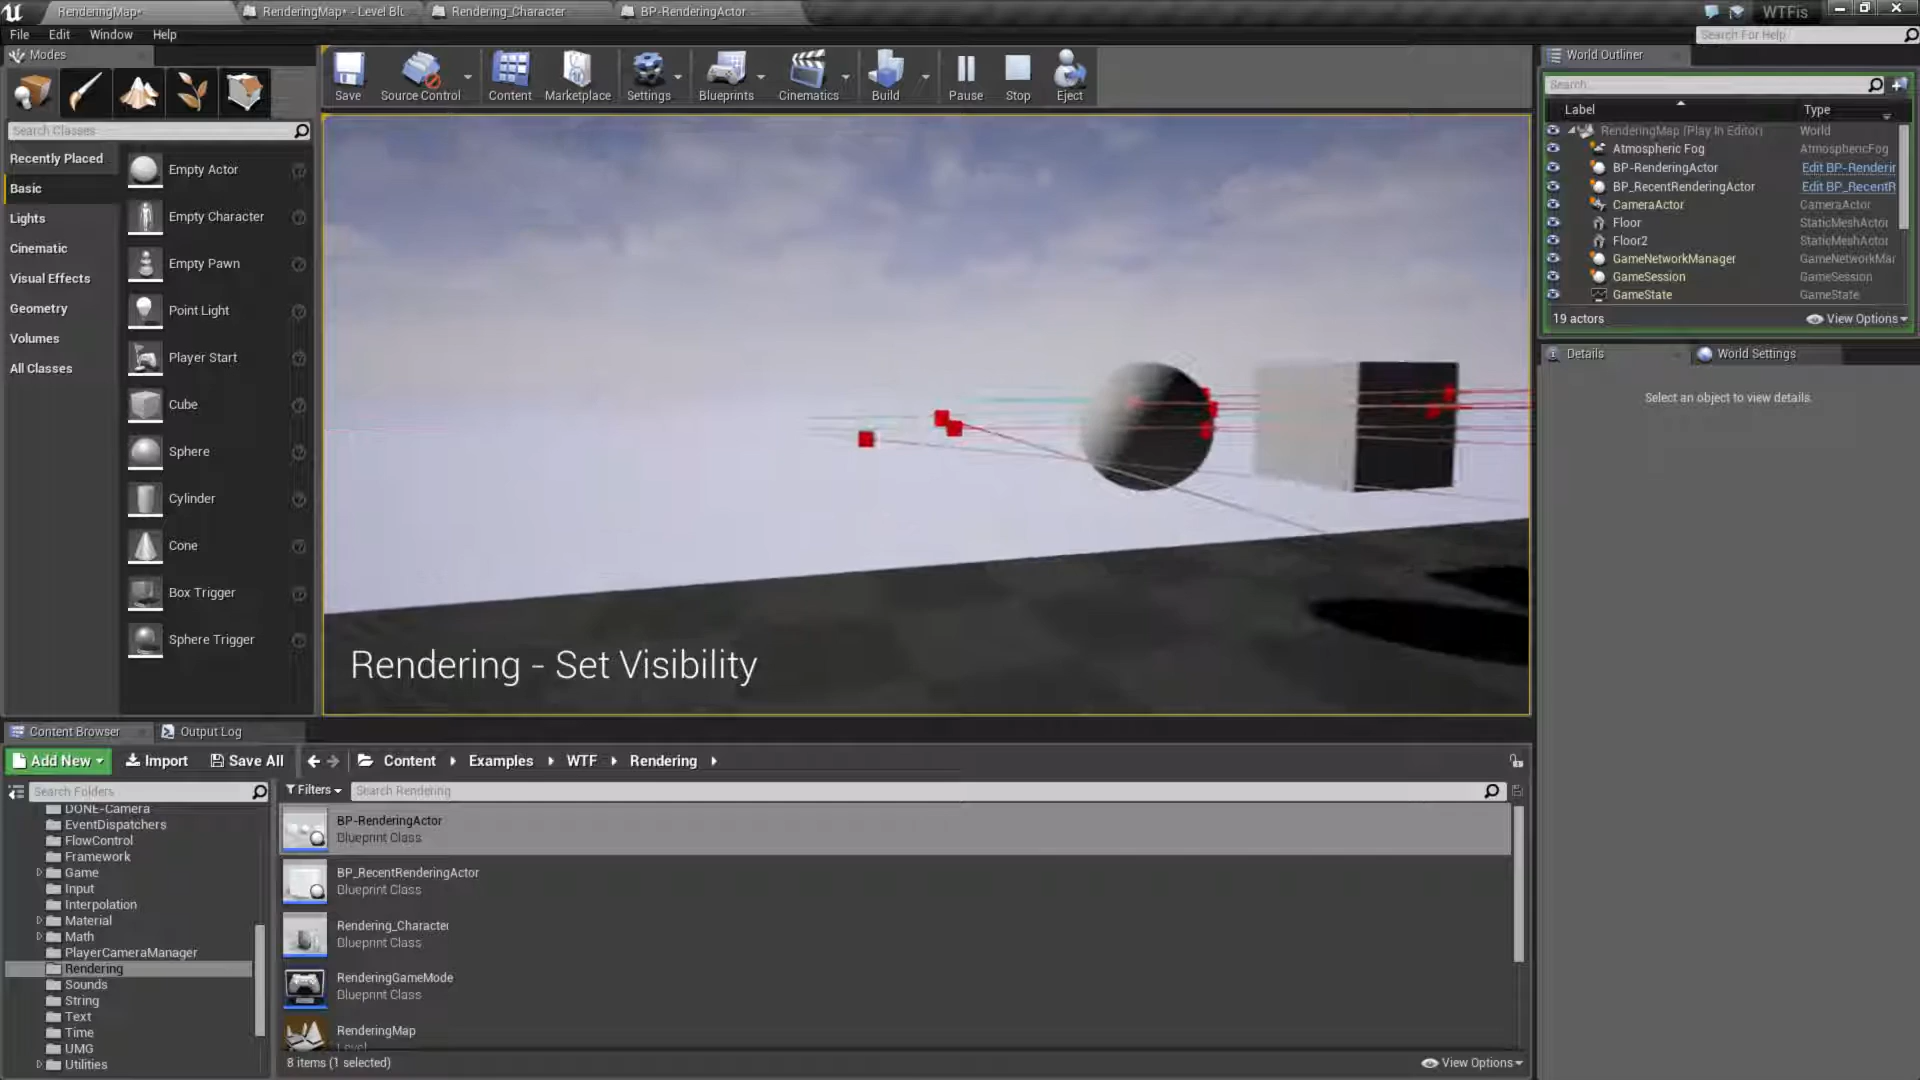 RenderingMap*
RenderingMap* - Level Blu
Rendering_Character
BP-RenderingActor
WTFis
File
Edit
Window
Help
Search For Help
Modes
Save
Source Control
Content
Marketplace
Settings
Blueprints
Cinematics
Build
Pause
Stop
Eject
Search Classes
Recently Placed
Basic
Lights
Cinematic
Visual Effects
Geometry
Volumes
All Classes
Empty Actor
Empty Character
Empty Pawn
Point Light
Player Start
Cube
Sphere
Cylinder
Cone
Box Trigger
Sphere Trigger
Rendering - Set Visibility
World Outliner
Search...
Label
Type
RenderingMap (Play In Editor)
World
Atmospheric Fog
AtmosphericFog
BP-RenderingActor
Edit BP-Renderir
BP_RecentRenderingActor
Edit BP_RecentR
CameraActor
CameraActor
Floor
StaticMeshActor
Floor2
StaticMeshActor
GameNetworkManager
GameNetworkMar
GameSession
GameSession
GameState
GameState
19 actors
View Options
Details
World Settings
Select an object to view details.
Content Browser
Output Log
Add New
Import
Save All
Content
Examples
WTF
Rendering
Search Folders
Filters
Search Rendering
DONE-Camera
EventDispatchers
FlowControl
Framework
Game
Input
Interpolation
Material
Math
PlayerCameraManager
Rendering
Sounds
String
Text
Time
UMG
Utilities
BP-RenderingActor
Blueprint Class
BP_RecentRenderingActor
Blueprint Class
Rendering_Character
Blueprint Class
RenderingGameMode
Blueprint Class
RenderingMap
Level
8 items (1 selected)
View Options